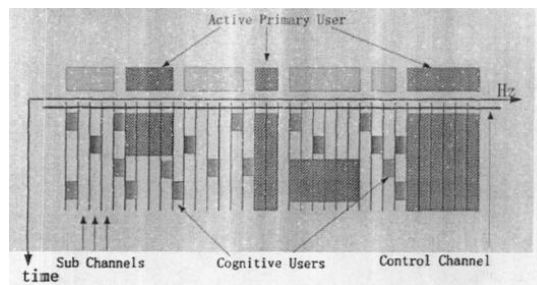 Active Primary User
Hz
Sub Channels
Cognitive Users
Control Channel
time